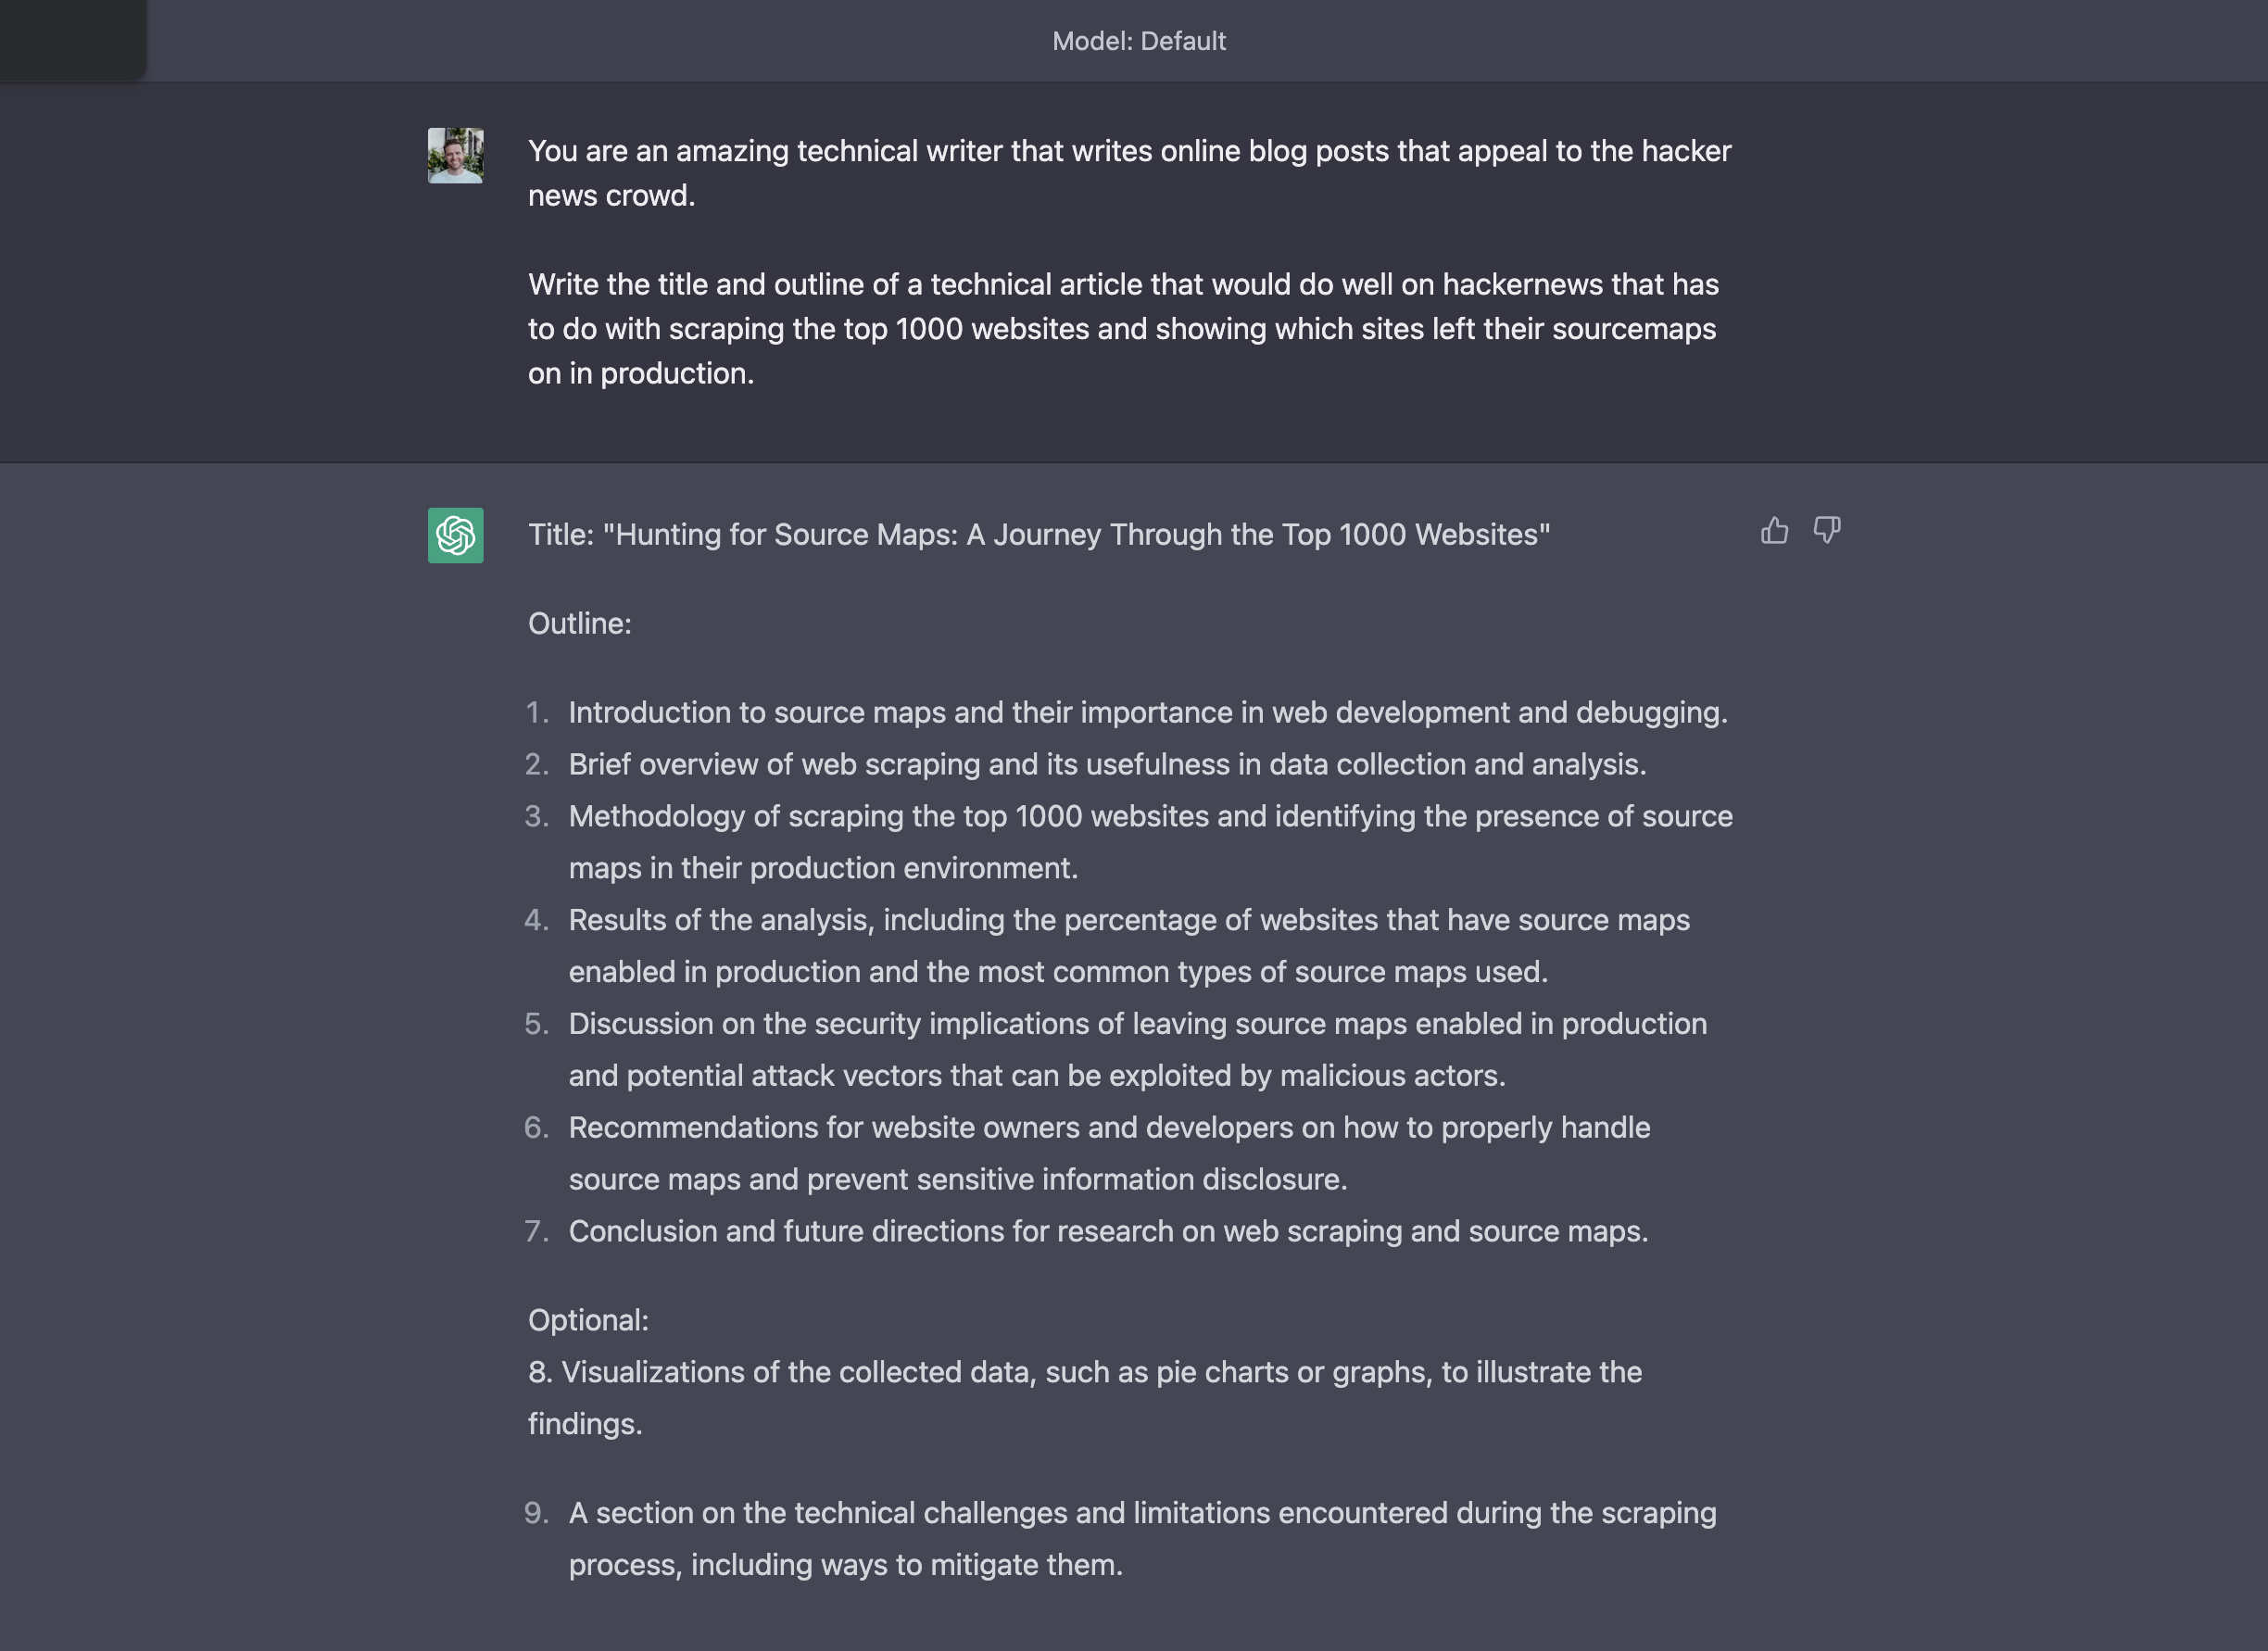 Model: Default
You are an amazing technical writer that writes online blog posts that appeal to the hacker
news crowd.
Write the title and outline of a technical article that would do well on hackernews that has
to do with scraping the top 1000 websites and showing which sites left their sourcemaps
on in production.
Title: "Hunting for Source Maps: A Journey Through the Top 1000 Websites"
Outline:
1. Introduction to source maps and their importance in web development and debugging.
2. Brief overview of web scraping and its usefulness in data collection and analysis.
3. Methodology of scraping the top 1000 websites and identifying the presence of source
maps in their production environment.
4. Results of the analysis, including the percentage of websites that have source maps
enabled in production and the most common types of source maps used.
5. Discussion on the security implications of leaving source maps enabled in production
and potential attack vectors that can be exploited by malicious actors.
6. Recommendations for website owners and developers on how to properly handle
source maps and prevent sensitive information disclosure.
7. Conclusion and future directions for research on web scraping and source maps.
Optional:
8. Visualizations of the collected data, such as pie charts or graphs, to illustrate the
findings.
9. A section on the technical challenges and limitations encountered during the scraping
process, including ways to mitigate them.